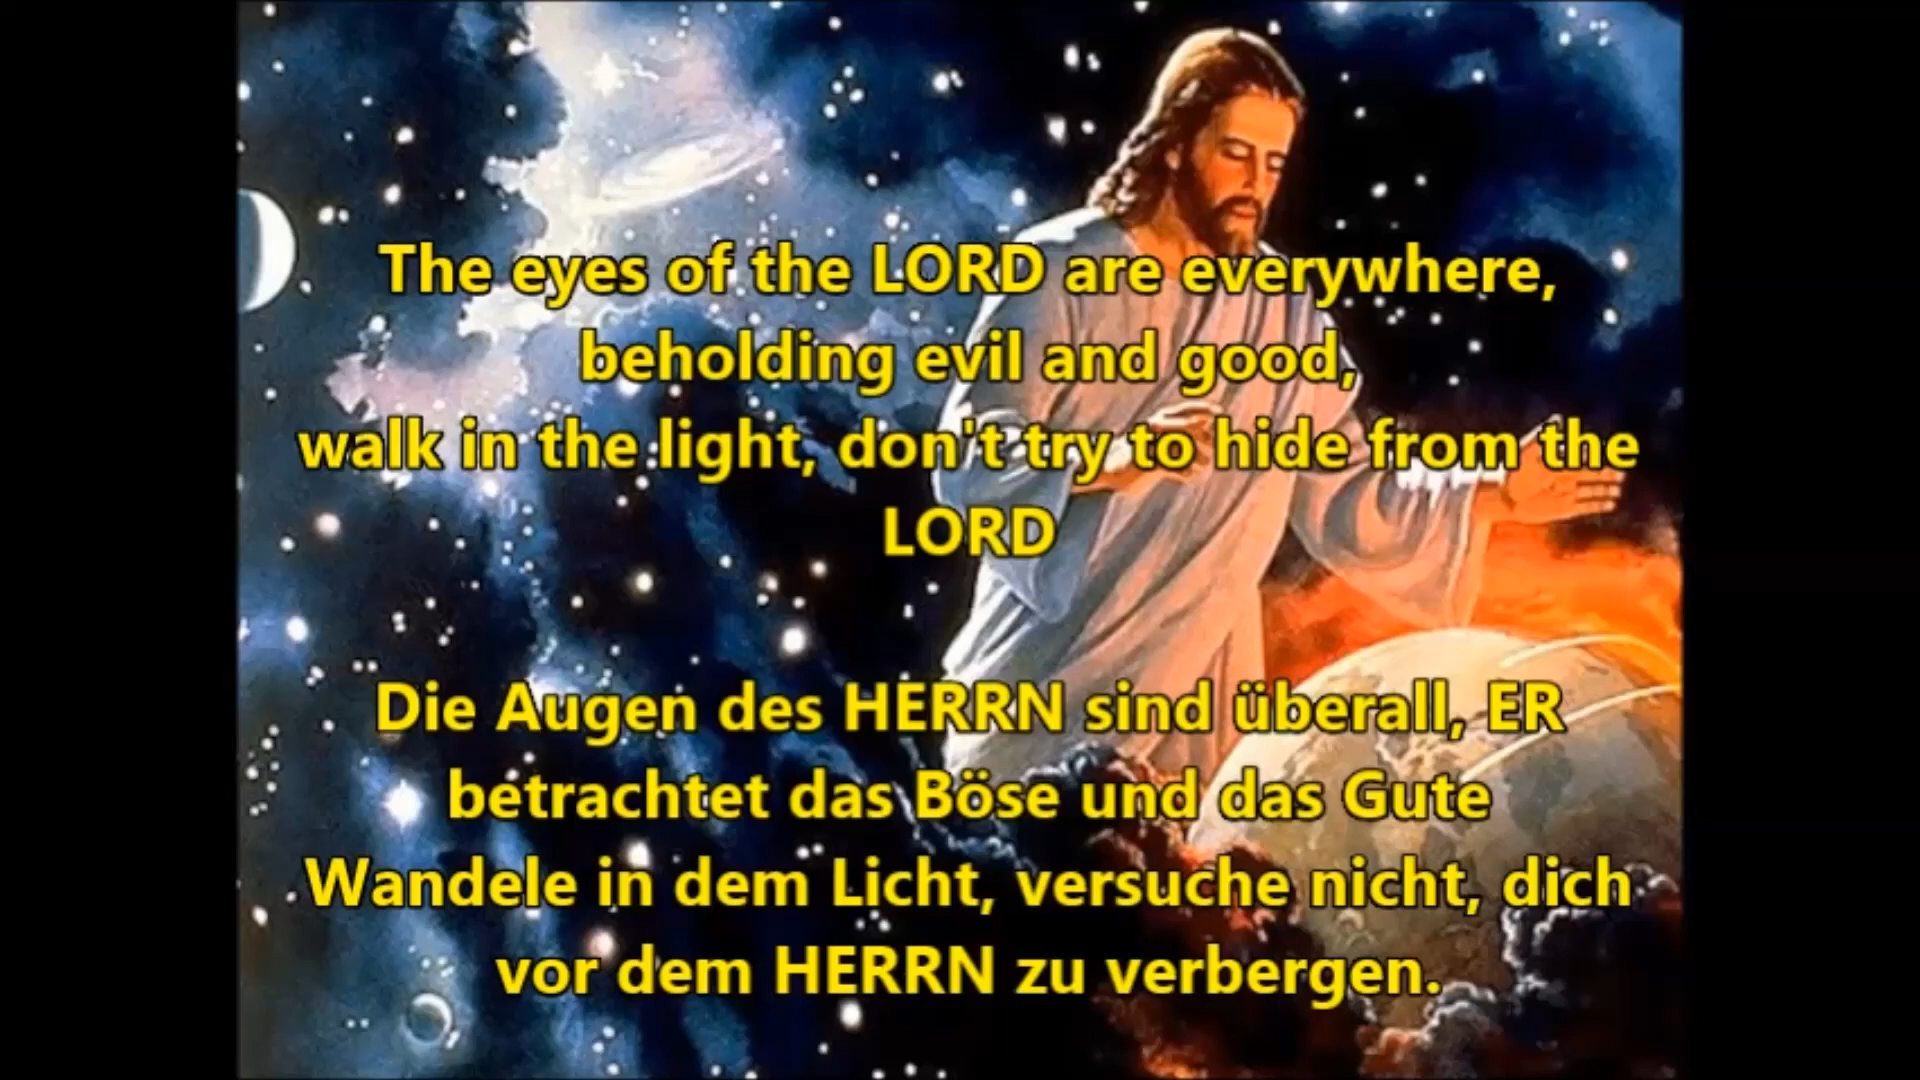 The eyes of the LORD are everywhere,
beholding evil and good,
walk in the light, don't try to hide from the
LORD
Die Augen des HERRN sind überall, ER
betrachtet das Böse und das Gute
Wandele in dem Licht, versuche nicht, dich
vor dem HERRN zu verbergen.